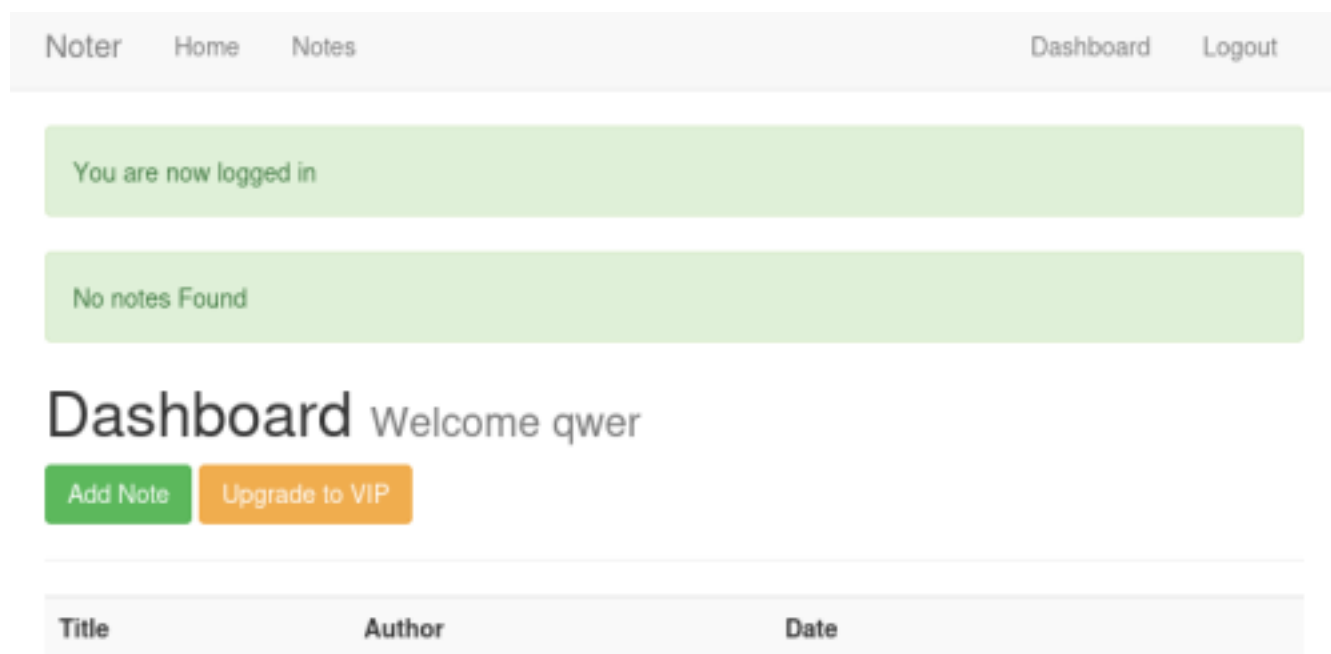 Noter Home Notes Dashboard Logout
You are now logged in
No notes Found
Dashboard Welcome qwer
Add Note Upgrade to VIP
Title Author Date